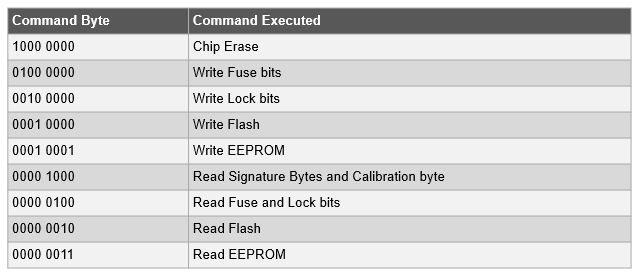 Command Byte Command Executed
1000 0000 Chip Erase
0100 0000 Write Fuse bits
0010 0000 Write Lock bits
0001 0000 Write Flash
0001 0001 Write EEPROM
0000 1000 Read Signature Bytes and Calibration byte
0000 0100 Read Fuse and Lock bits
0000 0010 Read Flash
0000 0011 Read EEPROM